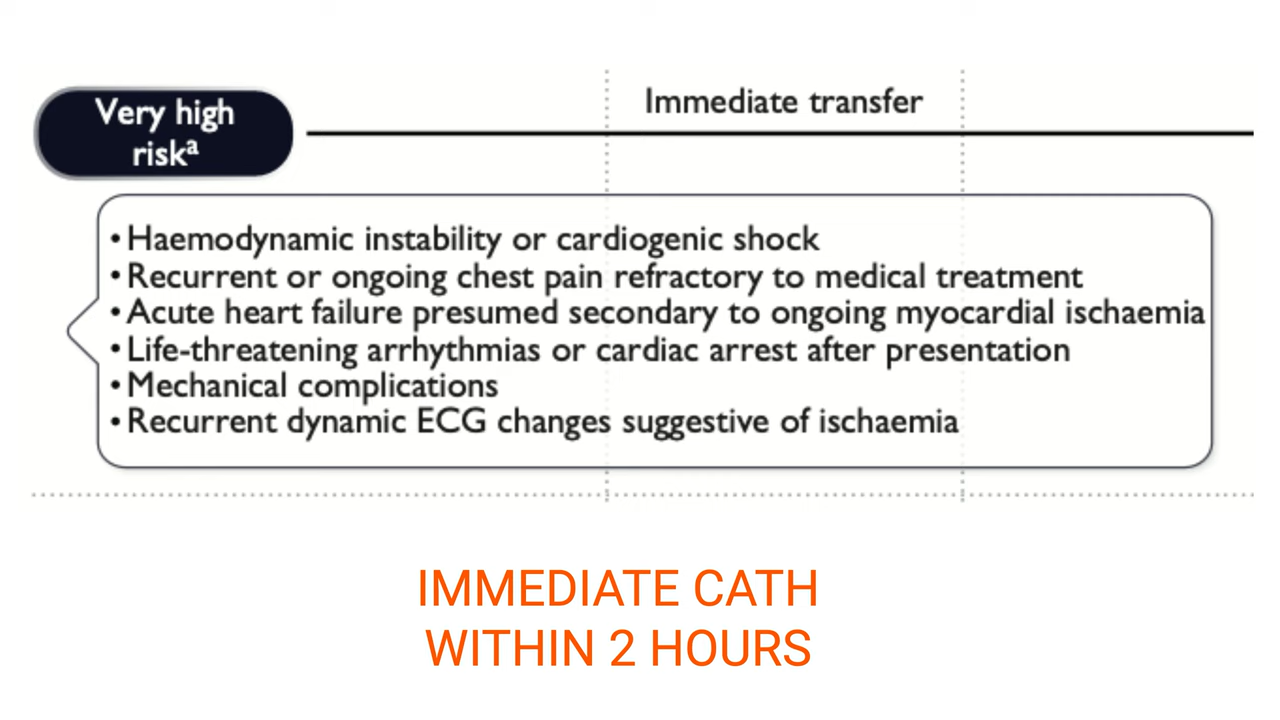 Very high
riskᵃ
Immediate transfer
• Haemodynamic instability or cardiogenic shock
• Recurrent or ongoing chest pain refractory to medical treatment
• Acute heart failure presumed secondary to ongoing myocardial ischaemia
• Life-threatening arrhythmias or cardiac arrest after presentation
• Mechanical complications
• Recurrent dynamic ECG changes suggestive of ischaemia
IMMEDIATE CATH
WITHIN 2 HOURS